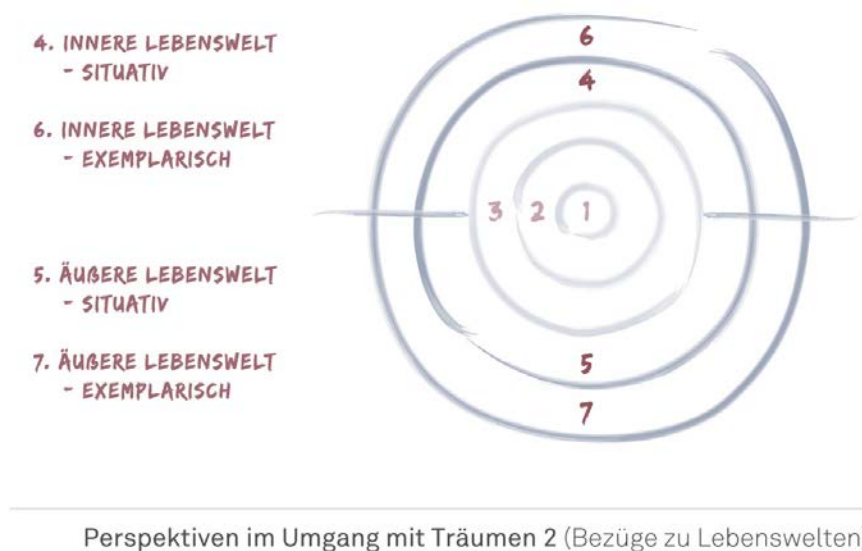 4. INNERE LEBENSWELT
- SITUATIV
6. INNERE LEBENSWELT
- EXEMPLARISCH
5. ÄUßERE LEBENSWELT
- SITUATIV
7. ÄUßERE LEBENSWELT
- EXEMPLARISCH
6
4
3 2 1
5
7
Perspektiven im Umgang mit Träumen 2 (Bezüge zu Lebenswelten